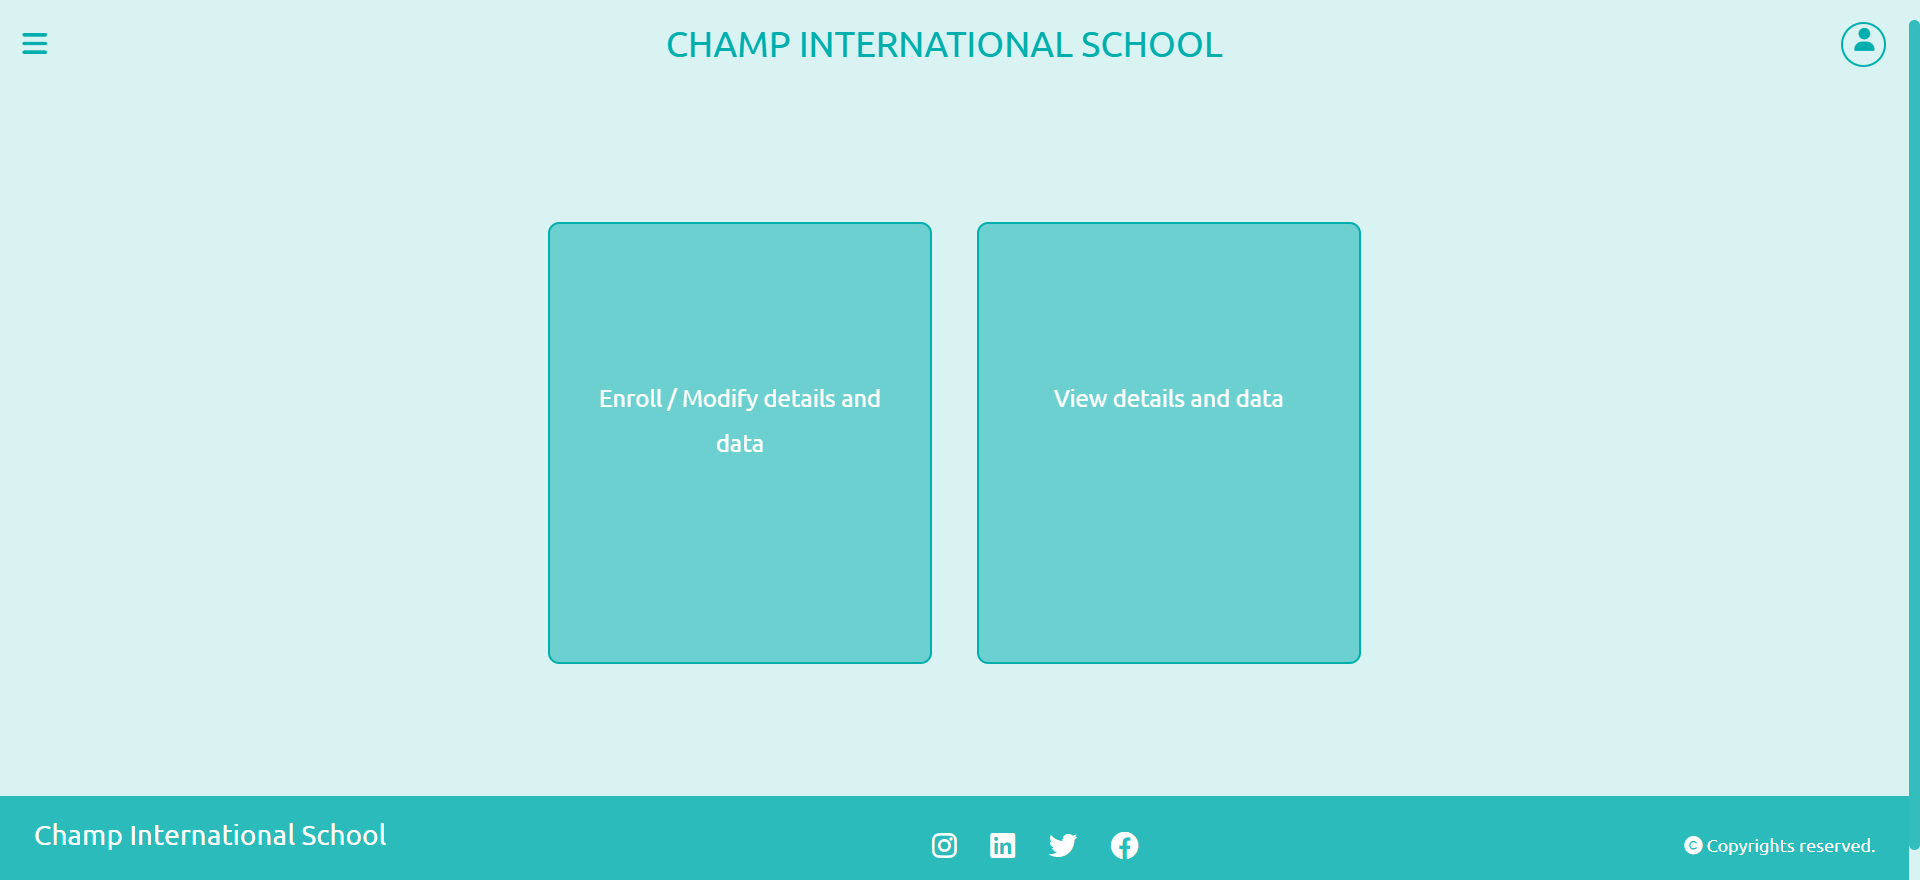 CHAMP INTERNATIONAL SCHOOL
Enroll / Modify details and
data
View details and data
Champ International School
© Copyrights reserved.